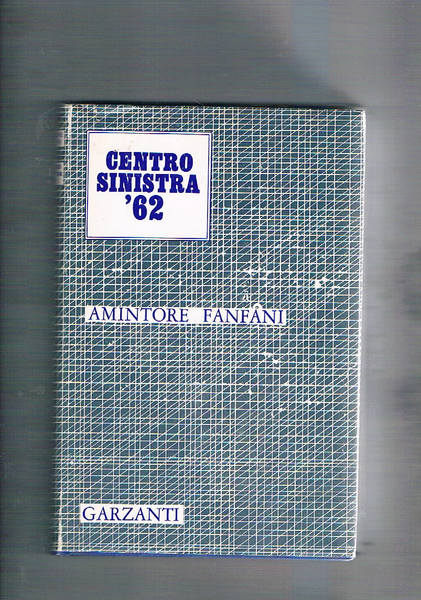 CENTRO
SINISTRA
'62
AMINTORE FANFANI
GARZANTI